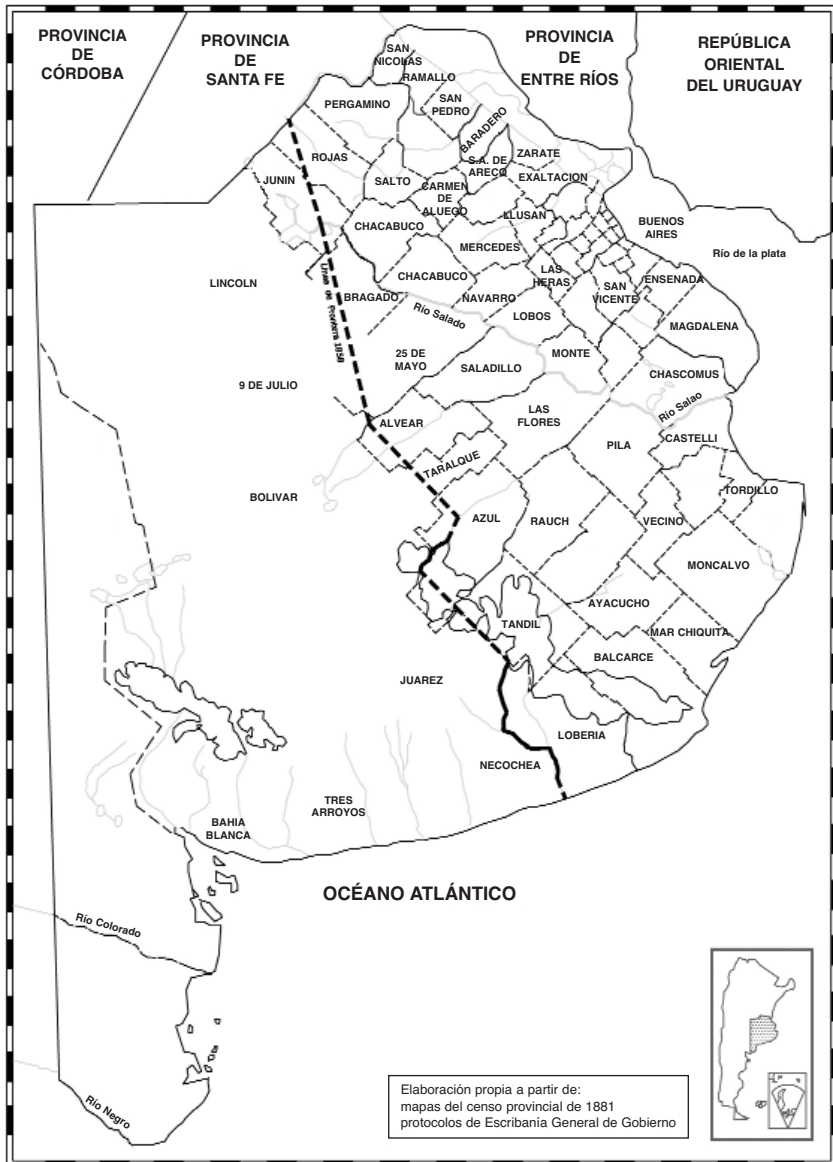 PROVINCIA
DE
CÓRDOBA
PROVINCIA
DE
SANTA FE
PROVINCIA
DE
ENTRE RÍOS
REPÚBLICA
ORIENTAL
DEL URUGUAY
SAN
NICOLAS
RAMALLO
SAN
PEDRO
PERGAMINO
BARADERO
ROJAS
S.A. DE
ARECO
ZARATE
JUNIN
SALTO
EXALTACION
CARMEN
DE
ALUEGO
LLUSAN
CHACABUCO
BUENOS
AIRES
MERCEDES
Río de la plata
LINCOLN
Línea de Frontera 1858
CHACABUCO
LAS
HERAS
ENSENADA
BRAGADO
NAVARRO
SAN
VICENTE
Río Salado
LOBOS
MAGDALENA
25 DE
MAYO
MONTE
SALADILLO
CHASCOMUS
9 DE JULIO
LAS
FLORES
Río Salao
ALVEAR
CASTELLI
PILA
TARALQUE
TORDILLO
BOLIVAR
AZUL
RAUCH
VECINO
MONCALVO
AYACUCHO
TANDIL
MAR CHIQUITA
BALCARCE
JUAREZ
LOBERIA
NECOCHEA
TRES
ARROYOS
BAHIA
BLANCA
OCÉANO ATLÁNTICO
Río Colorado
Río Negro
Elaboración propia a partir de:
mapas del censo provincial de 1881
protocolos de Escribanía General de Gobierno